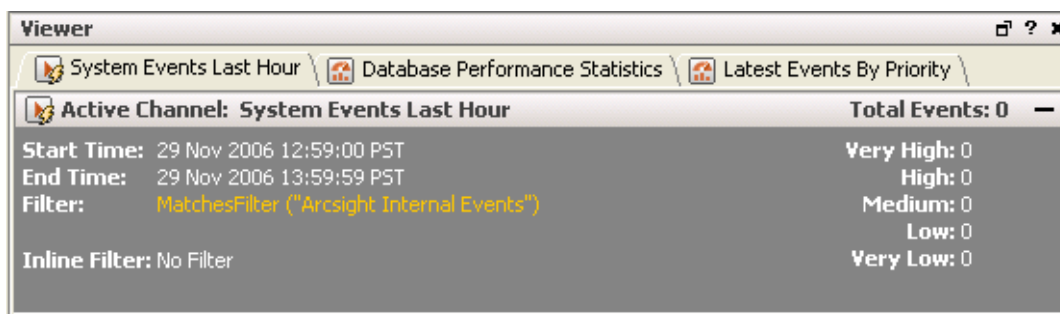 Viewer ?
System Events Last Hour Database Performance Statistics Latest Events By Priority
Active Channel: System Events Last Hour Total Events: 0
Start Time: 29 Nov 2006 12:59:00 PST Very High: 0
End Time: 29 Nov 2006 13:59:59 PST High: 0
Filter: MatchesFilter ("Arcsight Internal Events") Medium: 0
Low: 0
Inline Filter: No Filter Very Low: 0